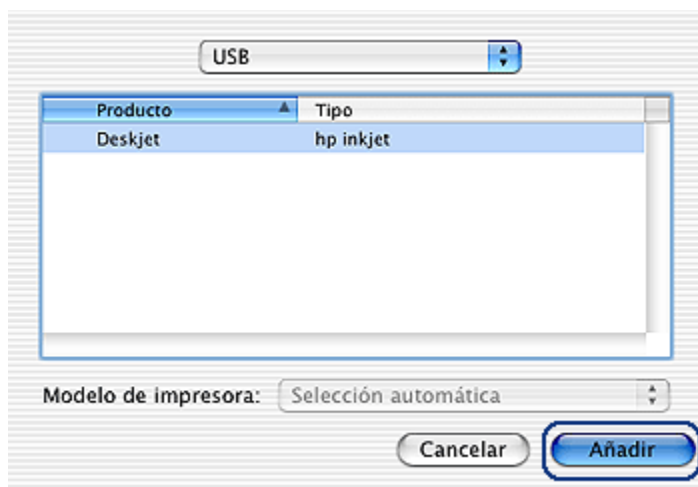 USB
Producto Tipo
Deskjet hp inkjet
Modelo de impresora: Selección automática
Cancelar Añadir